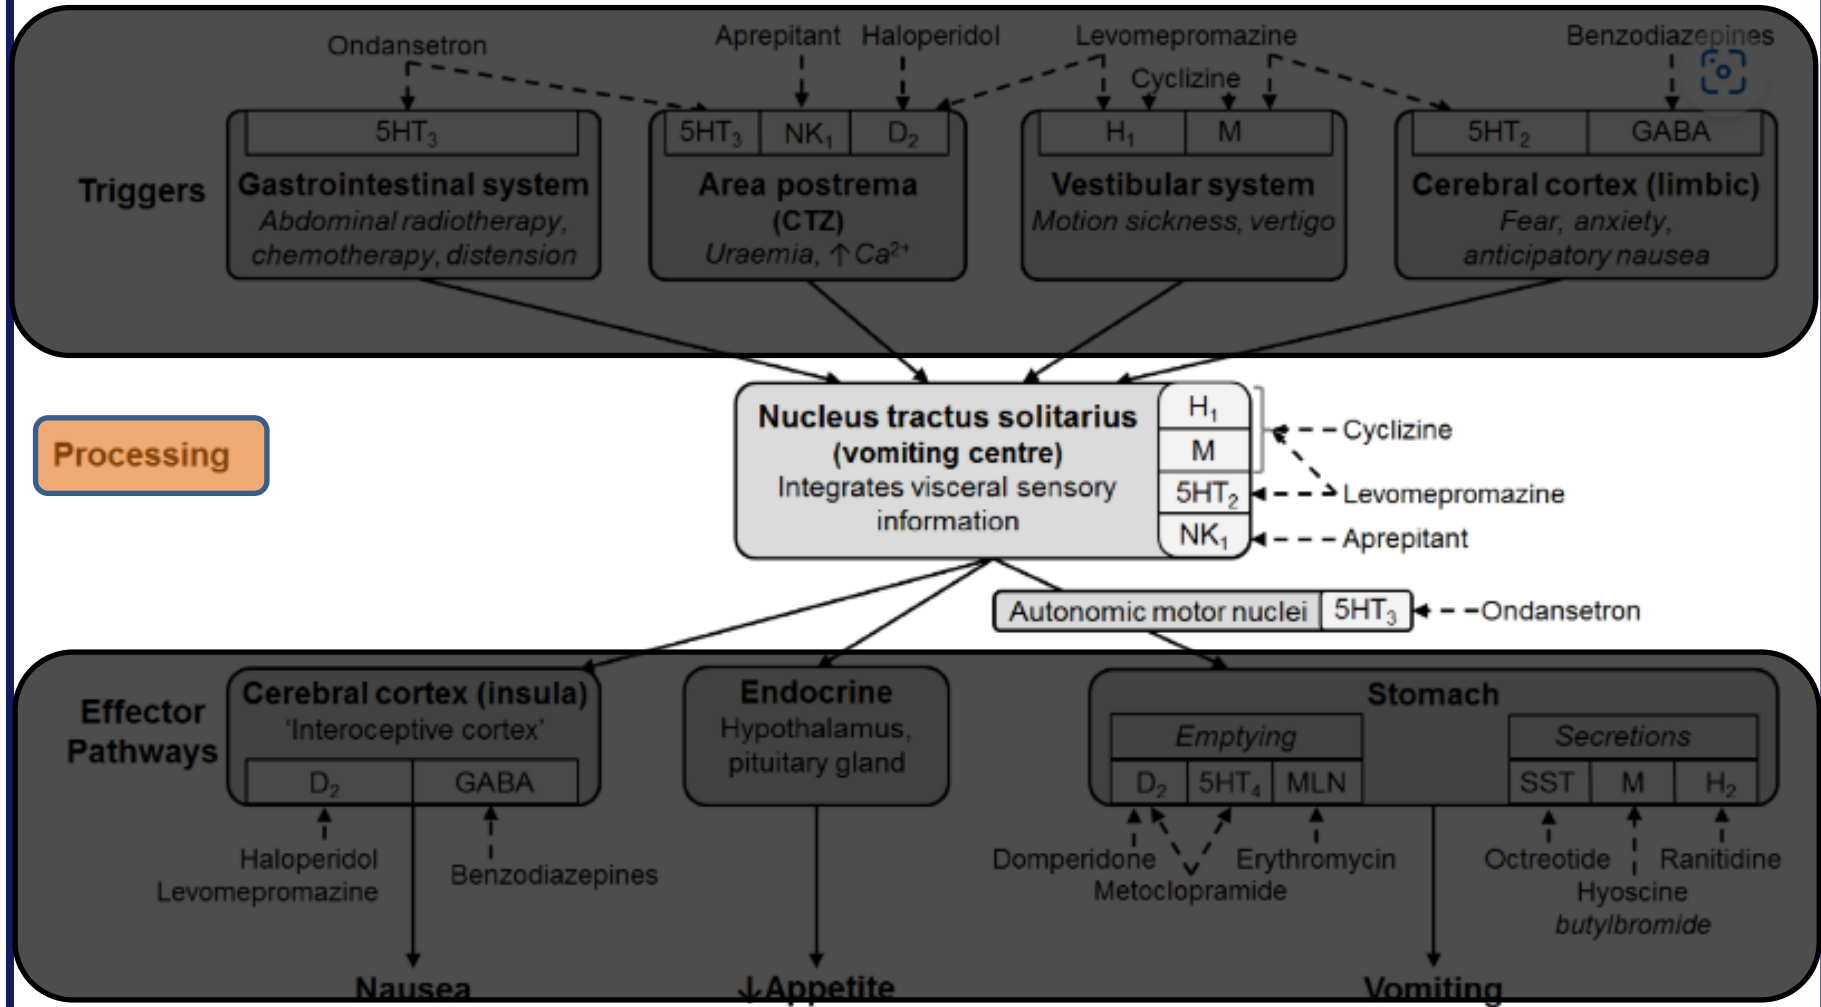 Ondansetron
Aprepitant Haloperidol
Levomepromazine
Benzodiazepines
Cyclizine
5HT₃
5HT₃ NK₁ D₂
H₁ M
5HT₂ GABA
Triggers
Gastrointestinal system
Abdominal radiotherapy,
chemotherapy, distension
Area postrema
(CTZ)
Uraemia, ↑Ca²⁺
Vestibular system
Motion sickness, vertigo
Cerebral cortex (limbic)
Fear, anxiety,
anticipatory nausea
Processing
Nucleus tractus solitarius
(vomiting centre)
Integrates visceral sensory
information
H₁
M
5HT₂
NK₁
Cyclizine
Levomepromazine
Aprepitant
Autonomic motor nuclei 5HT₃
Ondansetron
Effector
Pathways
Cerebral cortex (insula)
'Interoceptive cortex'
D₂ GABA
Haloperidol
Levomepromazine
Benzodiazepines
Nausea
Endocrine
Hypothalamus,
pituitary gland
↓Appetite
Stomach
Emptying
D₂ 5HT₄ MLN
Secretions
SST M H₂
Domperidone
Metoclopramide
Erythromycin
Octreotide
Hyoscine
butylbromide
Ranitidine
Vomiting